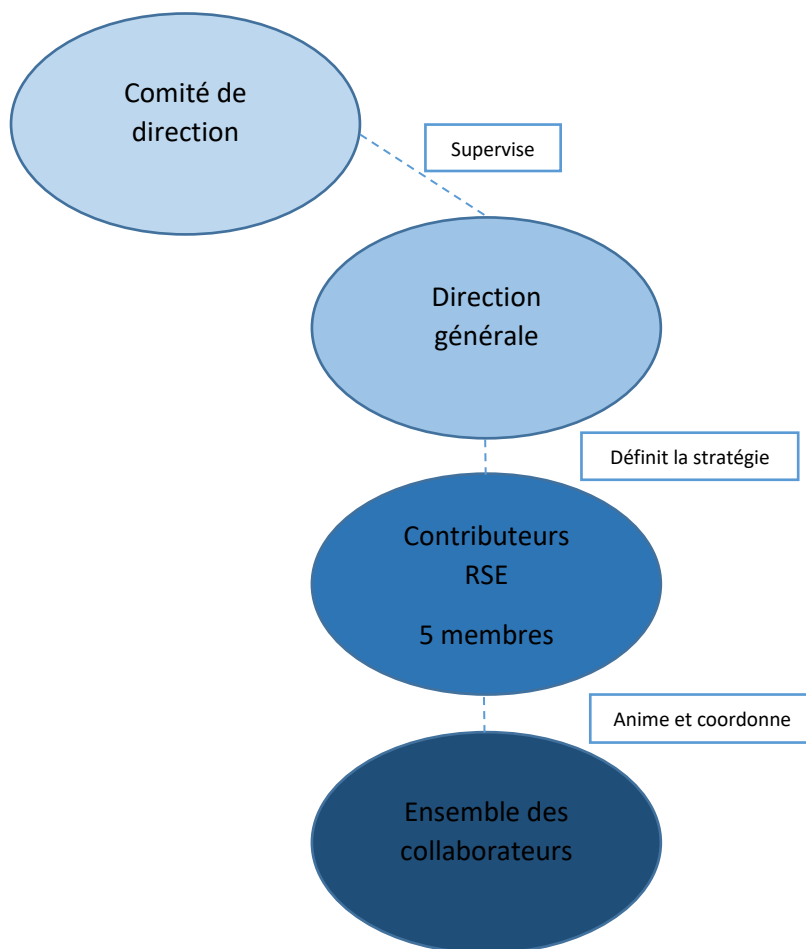 Comité de
direction
Supervise
Direction
générale
Définit la stratégie
Contributeurs
RSE
5 membres
Anime et coordonne
Ensemble des
collaborateurs